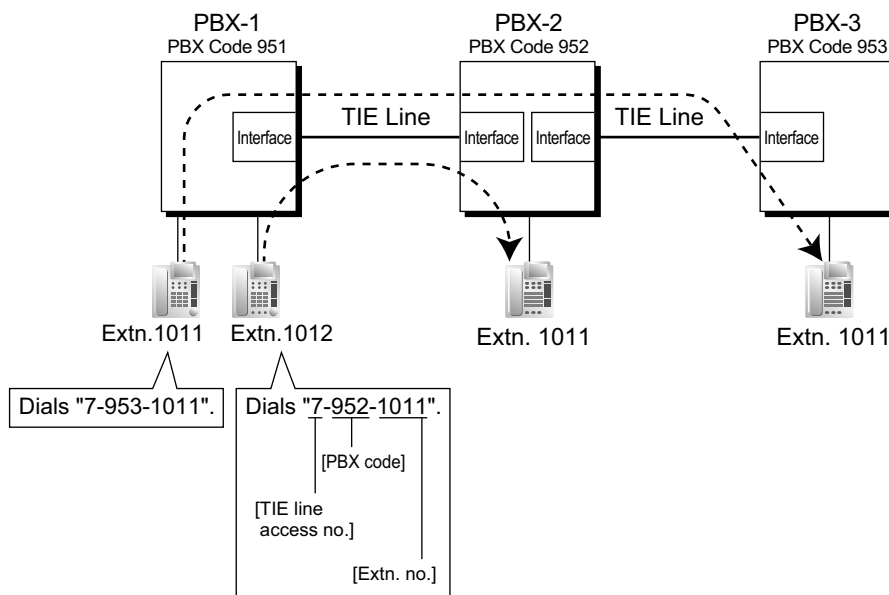 PBX-1
PBX Code 951
PBX-2
PBX Code 952
PBX-3
PBX Code 953
Interface
TIE Line
Interface
Interface
TIE Line
Interface
Extn.1011
Extn.1012
Extn. 1011
Extn. 1011
Dials "7-953-1011".
Dials "7-952-1011".
[PBX code]
[TIE line
access no.]
[Extn. no.]